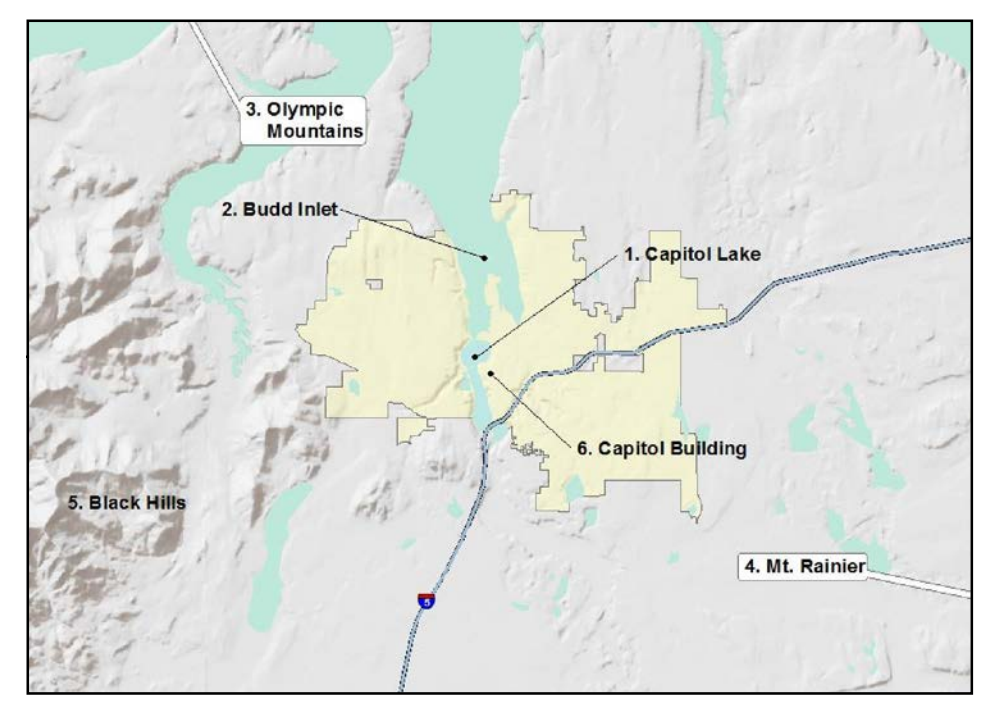 3. Olympic
Mountains
2. Budd Inlet
1. Capitol Lake
6. Capitol Building
5. Black Hills
4. Mt. Rainier
5